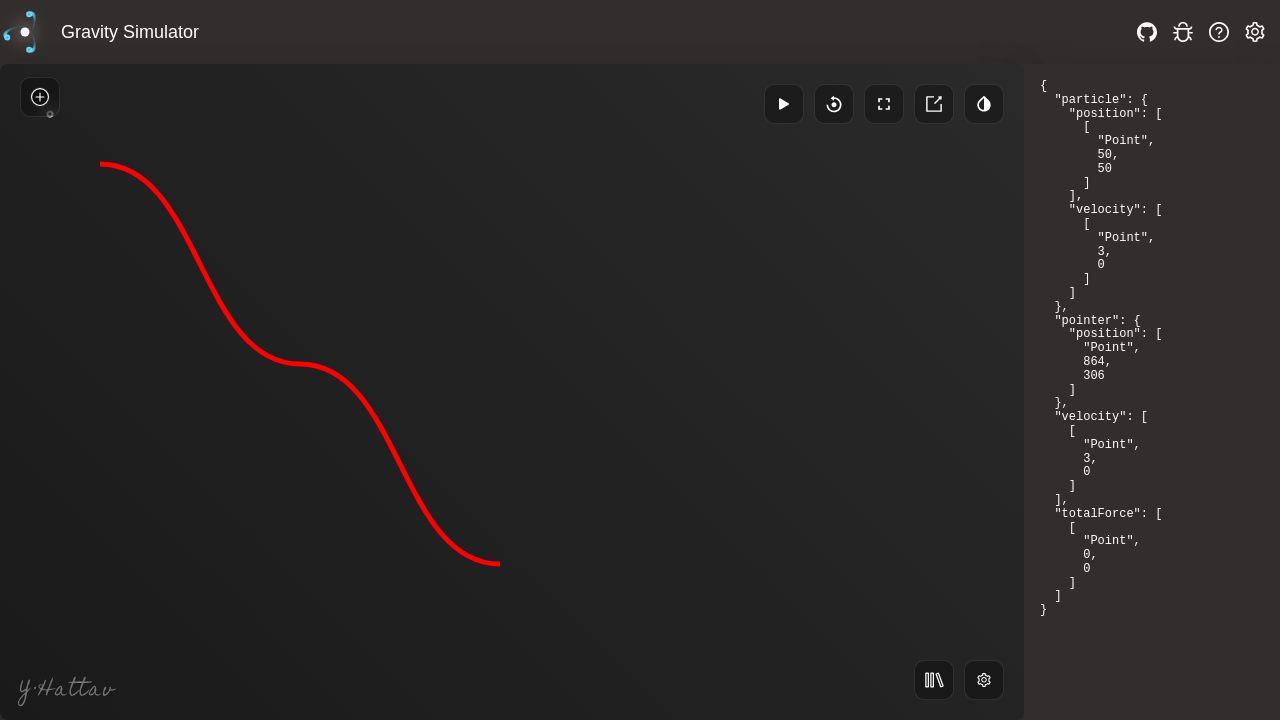 Gravity Simulator
{
"particle": {
"position": [
[
"Point",
50,
50
]
],
"velocity": [
[
"Point",
3,
0
]
]
},
"pointer": {
"position": [
"Point",
864,
306
]
},
"velocity": [
[
"Point",
3,
0
]
],
"totalForce": [
[
"Point",
0,
0
]
]
}
Y·Hattav